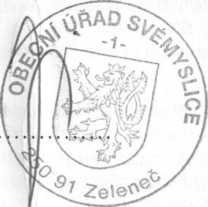 OBECNÍ ÚŘAD SVÉMYSLICE
-1-
250 91 Zeleneč